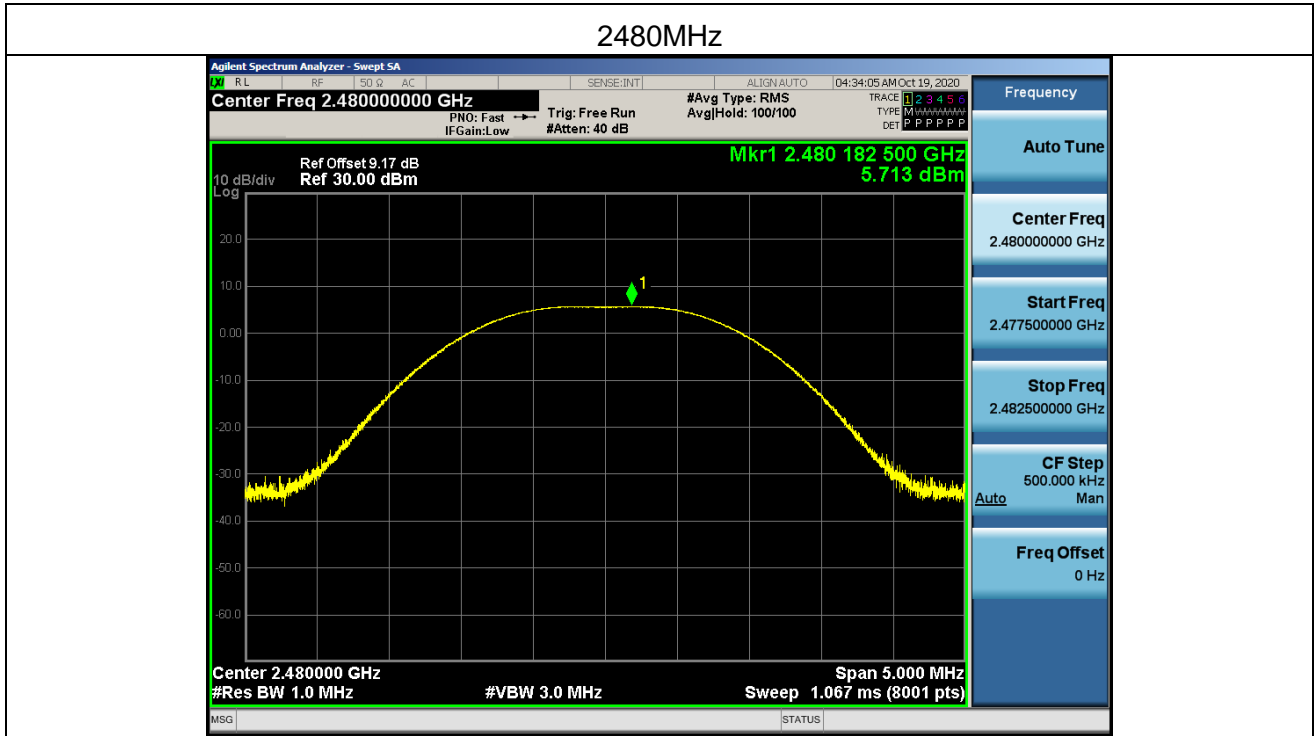 2480MHz
Agilent Spectrum Analyzer - Swept SA
LXI RL RF 50 Ω AC SENSE:INT ALIGN AUTO 04:34:05 AM Oct 19, 2020
Center Freq 2.480000000 GHz
PNO: Fast
IFGain:Low
Trig: Free Run
#Atten: 40 dB
#Avg Type: RMS
Avg|Hold: 100/100
TRACE 1 2 3 4 5 6
TYPE M W W W W W
DET P P P P P P
Mkr1 2.480 182 500 GHz
5.713 dBm
Ref Offset 9.17 dB
10 dB/div Ref 30.00 dBm
Log
20.0
10.0
1
0.00
-10.0
-20.0
-30.0
-40.0
-50.0
-60.0
Center 2.480000 GHz Span 5.000 MHz
#Res BW 1.0 MHz #VBW 3.0 MHz Sweep 1.067 ms (8001 pts)
MSG STATUS
Frequency
Auto Tune
Center Freq
2.480000000 GHz
Start Freq
2.477500000 GHz
Stop Freq
2.482500000 GHz
CF Step
500.000 kHz
Auto Man
Freq Offset
0 Hz